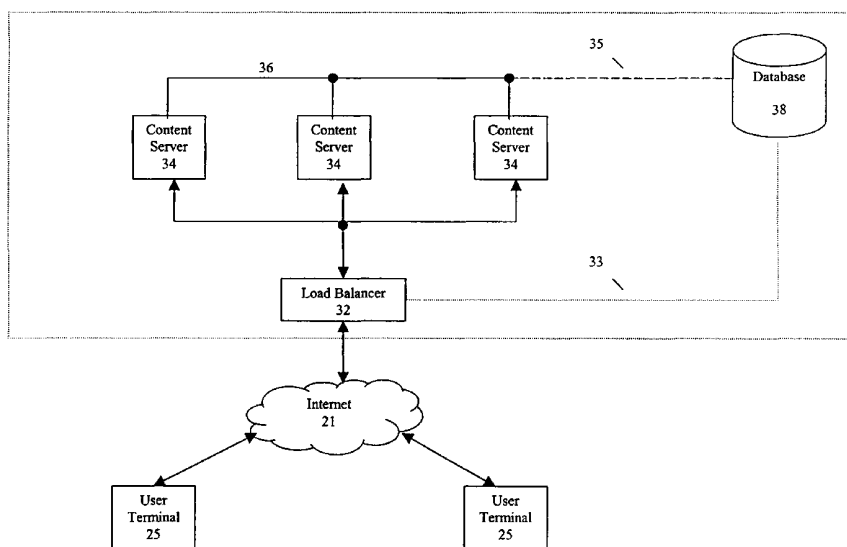 36
35
Database
38
Content
Server
34
Content
Server
34
Content
Server
34
33
Load Balancer
32
Internet
21
User
Terminal
25
User
Terminal
25